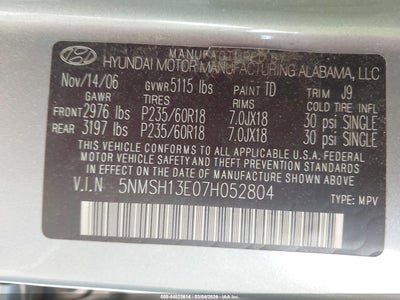 MANUFACTURED BY
HYUNDAI MOTOR MANUFACTURING ALABAMA, LLC
Nov/14/06 GVWR 5115 lbs PAINT TD TRIM J9
GAWR TIRES RIMS COLD TIRE INFL
FRONT 2976 lbs P235/60R18 7.0JX18 30 psi SINGLE
REAR 3197 lbs P235/60R18 7.0JX18 30 psi SINGLE
THIS VEHICLE CONFORMS TO ALL APPLICABLE
FEDERAL MOTOR VEHICLE SAFETY, BUMPER, AND
THEFT PREVENTION STANDARDS IN EFFECT ON THE
DATE OF MANUFACTURE SHOWN ABOVE.
V.I.N 5NMSH13E07H052804
TYPE: MPV